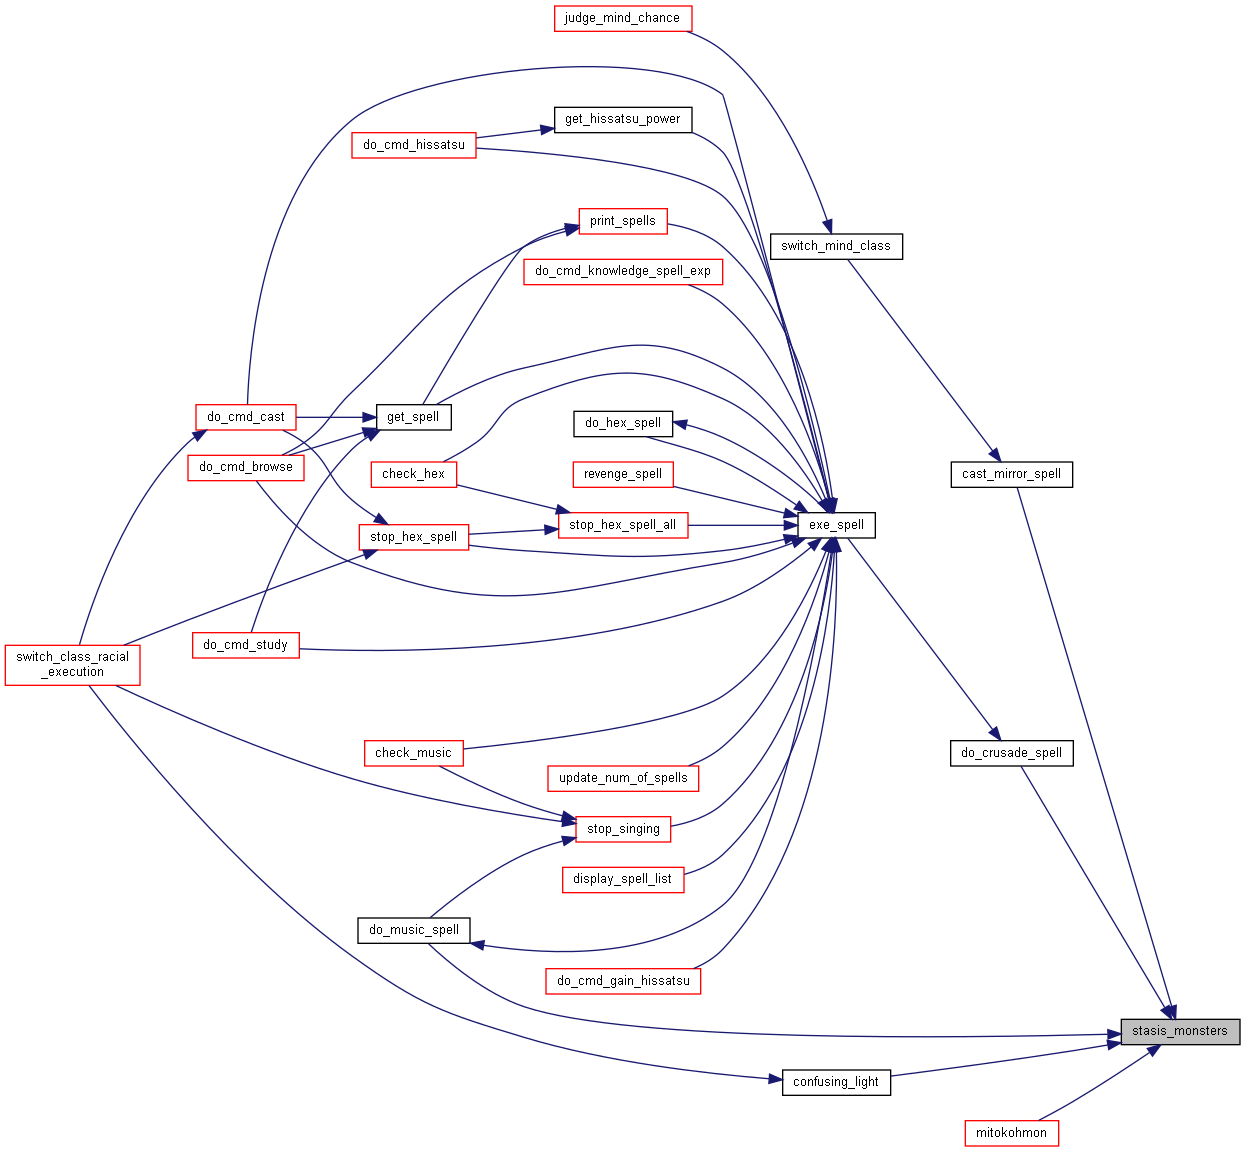 judge_mind_chance
get_hissatsu_power
do_cmd_hissatsu
print_spells
switch_mind_class
do_cmd_knowledge_spell_exp
do_cmd_cast
get_spell
do_hex_spell
do_cmd_browse
check_hex
revenge_spell
cast_mirror_spell
stop_hex_spell_all
exe_spell
stop_hex_spell
do_cmd_study
switch_class_racial
_execution
check_music
do_crusade_spell
update_num_of_spells
stop_singing
display_spell_list
do_music_spell
do_cmd_gain_hissatsu
stasis_monsters
confusing_light
mitokohmon